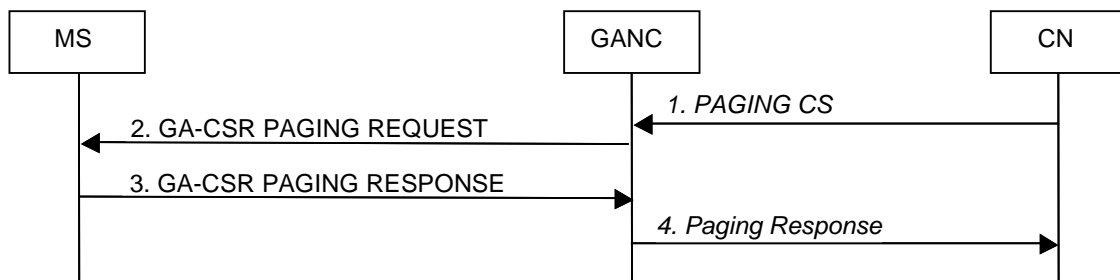 MS
GANC
CN
1. PAGING CS
2. GA-CSR PAGING REQUEST
3. GA-CSR PAGING RESPONSE
4. Paging Response